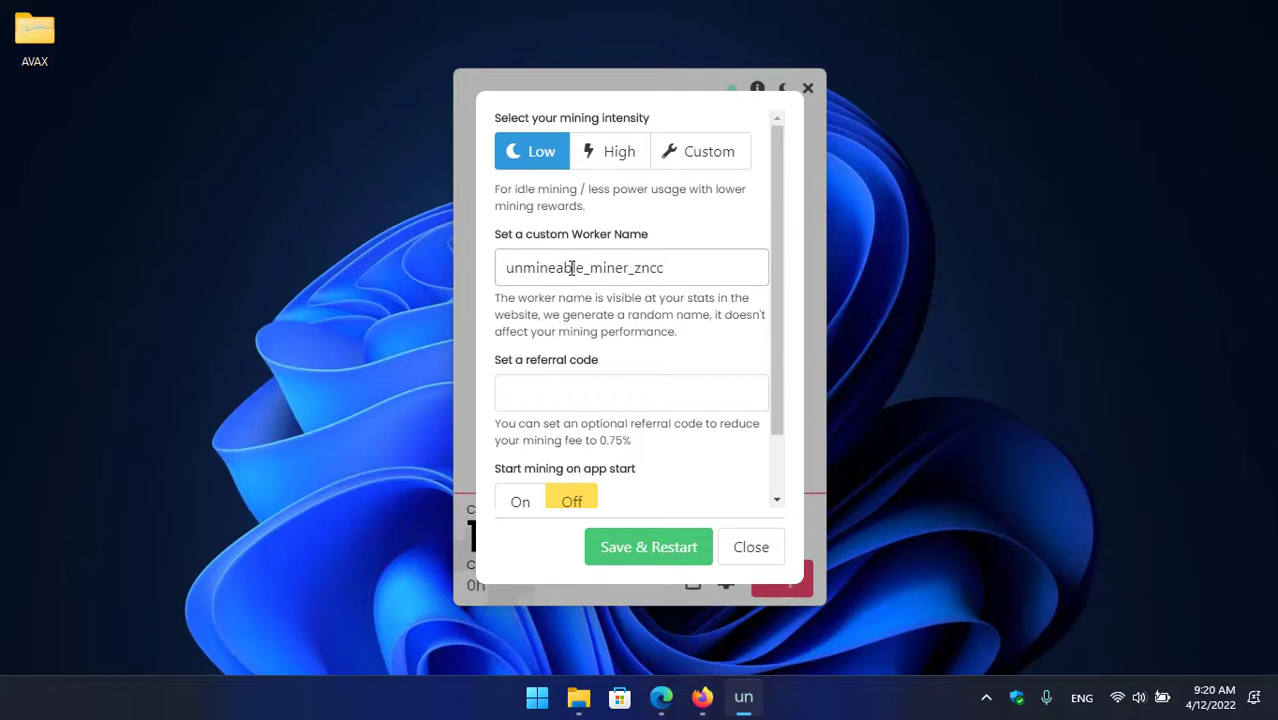 AVAX
Select your mining intensity
Low
High
Custom
For idle mining / less power usage with lower
mining rewards.
Set a custom Worker Name
unmineable_miner_zncc
The worker name is visible at your stats in the
website, we generate a random name, it doesn't
affect your mining performance.
Set a referral code
You can set an optional referral code to reduce
your mining fee to 0.75%
Start mining on app start
On
Off
Save & Restart
Close
0h
un
ENG
9:20 AM
4/12/2022